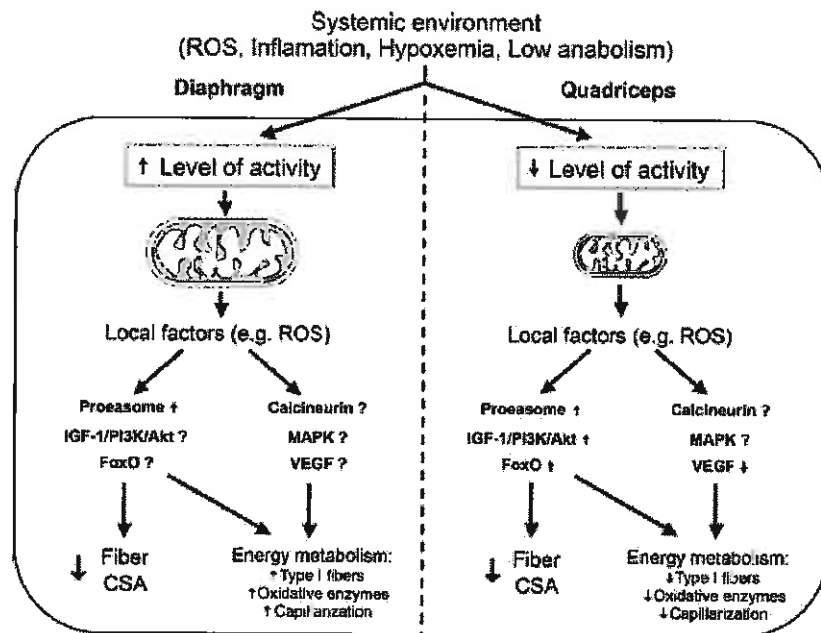 Systemic environment
(ROS, Inflamation, Hypoxemia, Low anabolism)
Diaphragm
↑ Level of activity
Local factors (e.g. ROS)
Proeasome ↑
IGF-1/PI3K/Akt ?
FoxO ?
Calcineurin ?
MAPK ?
VEGF ?
↓ Fiber
CSA
Energy metabolism:
↑Type I fibers
↑Oxidative enzymes
↑Capillarization
Quadriceps
↓ Level of activity
Local factors (e.g. ROS)
Proeasome ↑
IGF-1/PI3K/Akt ↑
FoxO ↑
Calcineurin ?
MAPK ?
VEGF ↓
↓ Fiber
CSA
Energy metabolism:
↓Type I fibers
↓Oxidative enzymes
↓Capillarization